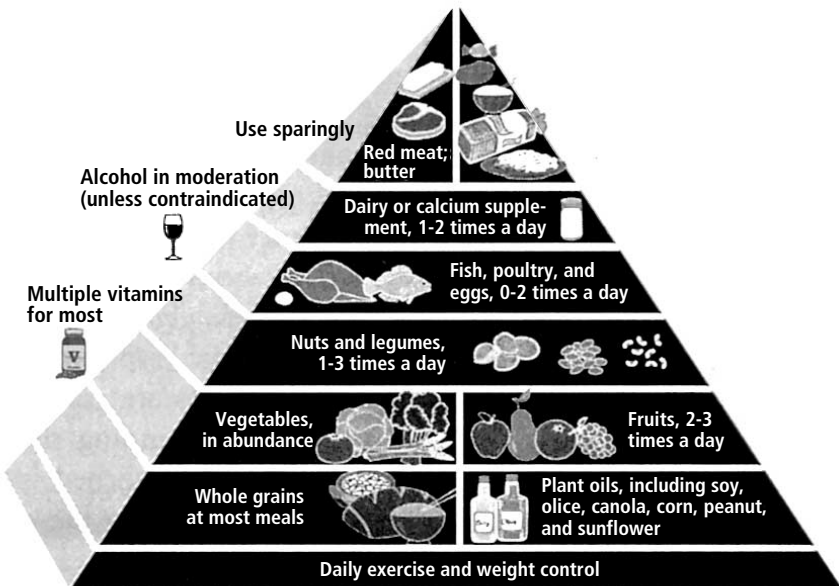 Use sparingly
Red meat;
butter
Alcohol in moderation
(unless contraindicated)
Dairy or calcium supple-
ment, 1-2 times a day
Fish, poultry, and
eggs, 0-2 times a day
Multiple vitamins
for most
V
Nuts and legumes,
1-3 times a day
Vegetables,
in abundance
Fruits, 2-3
times a day
Whole grains
at most meals
Plant oils, including soy,
olice, canola, corn, peanut,
and sunflower
Daily exercise and weight control